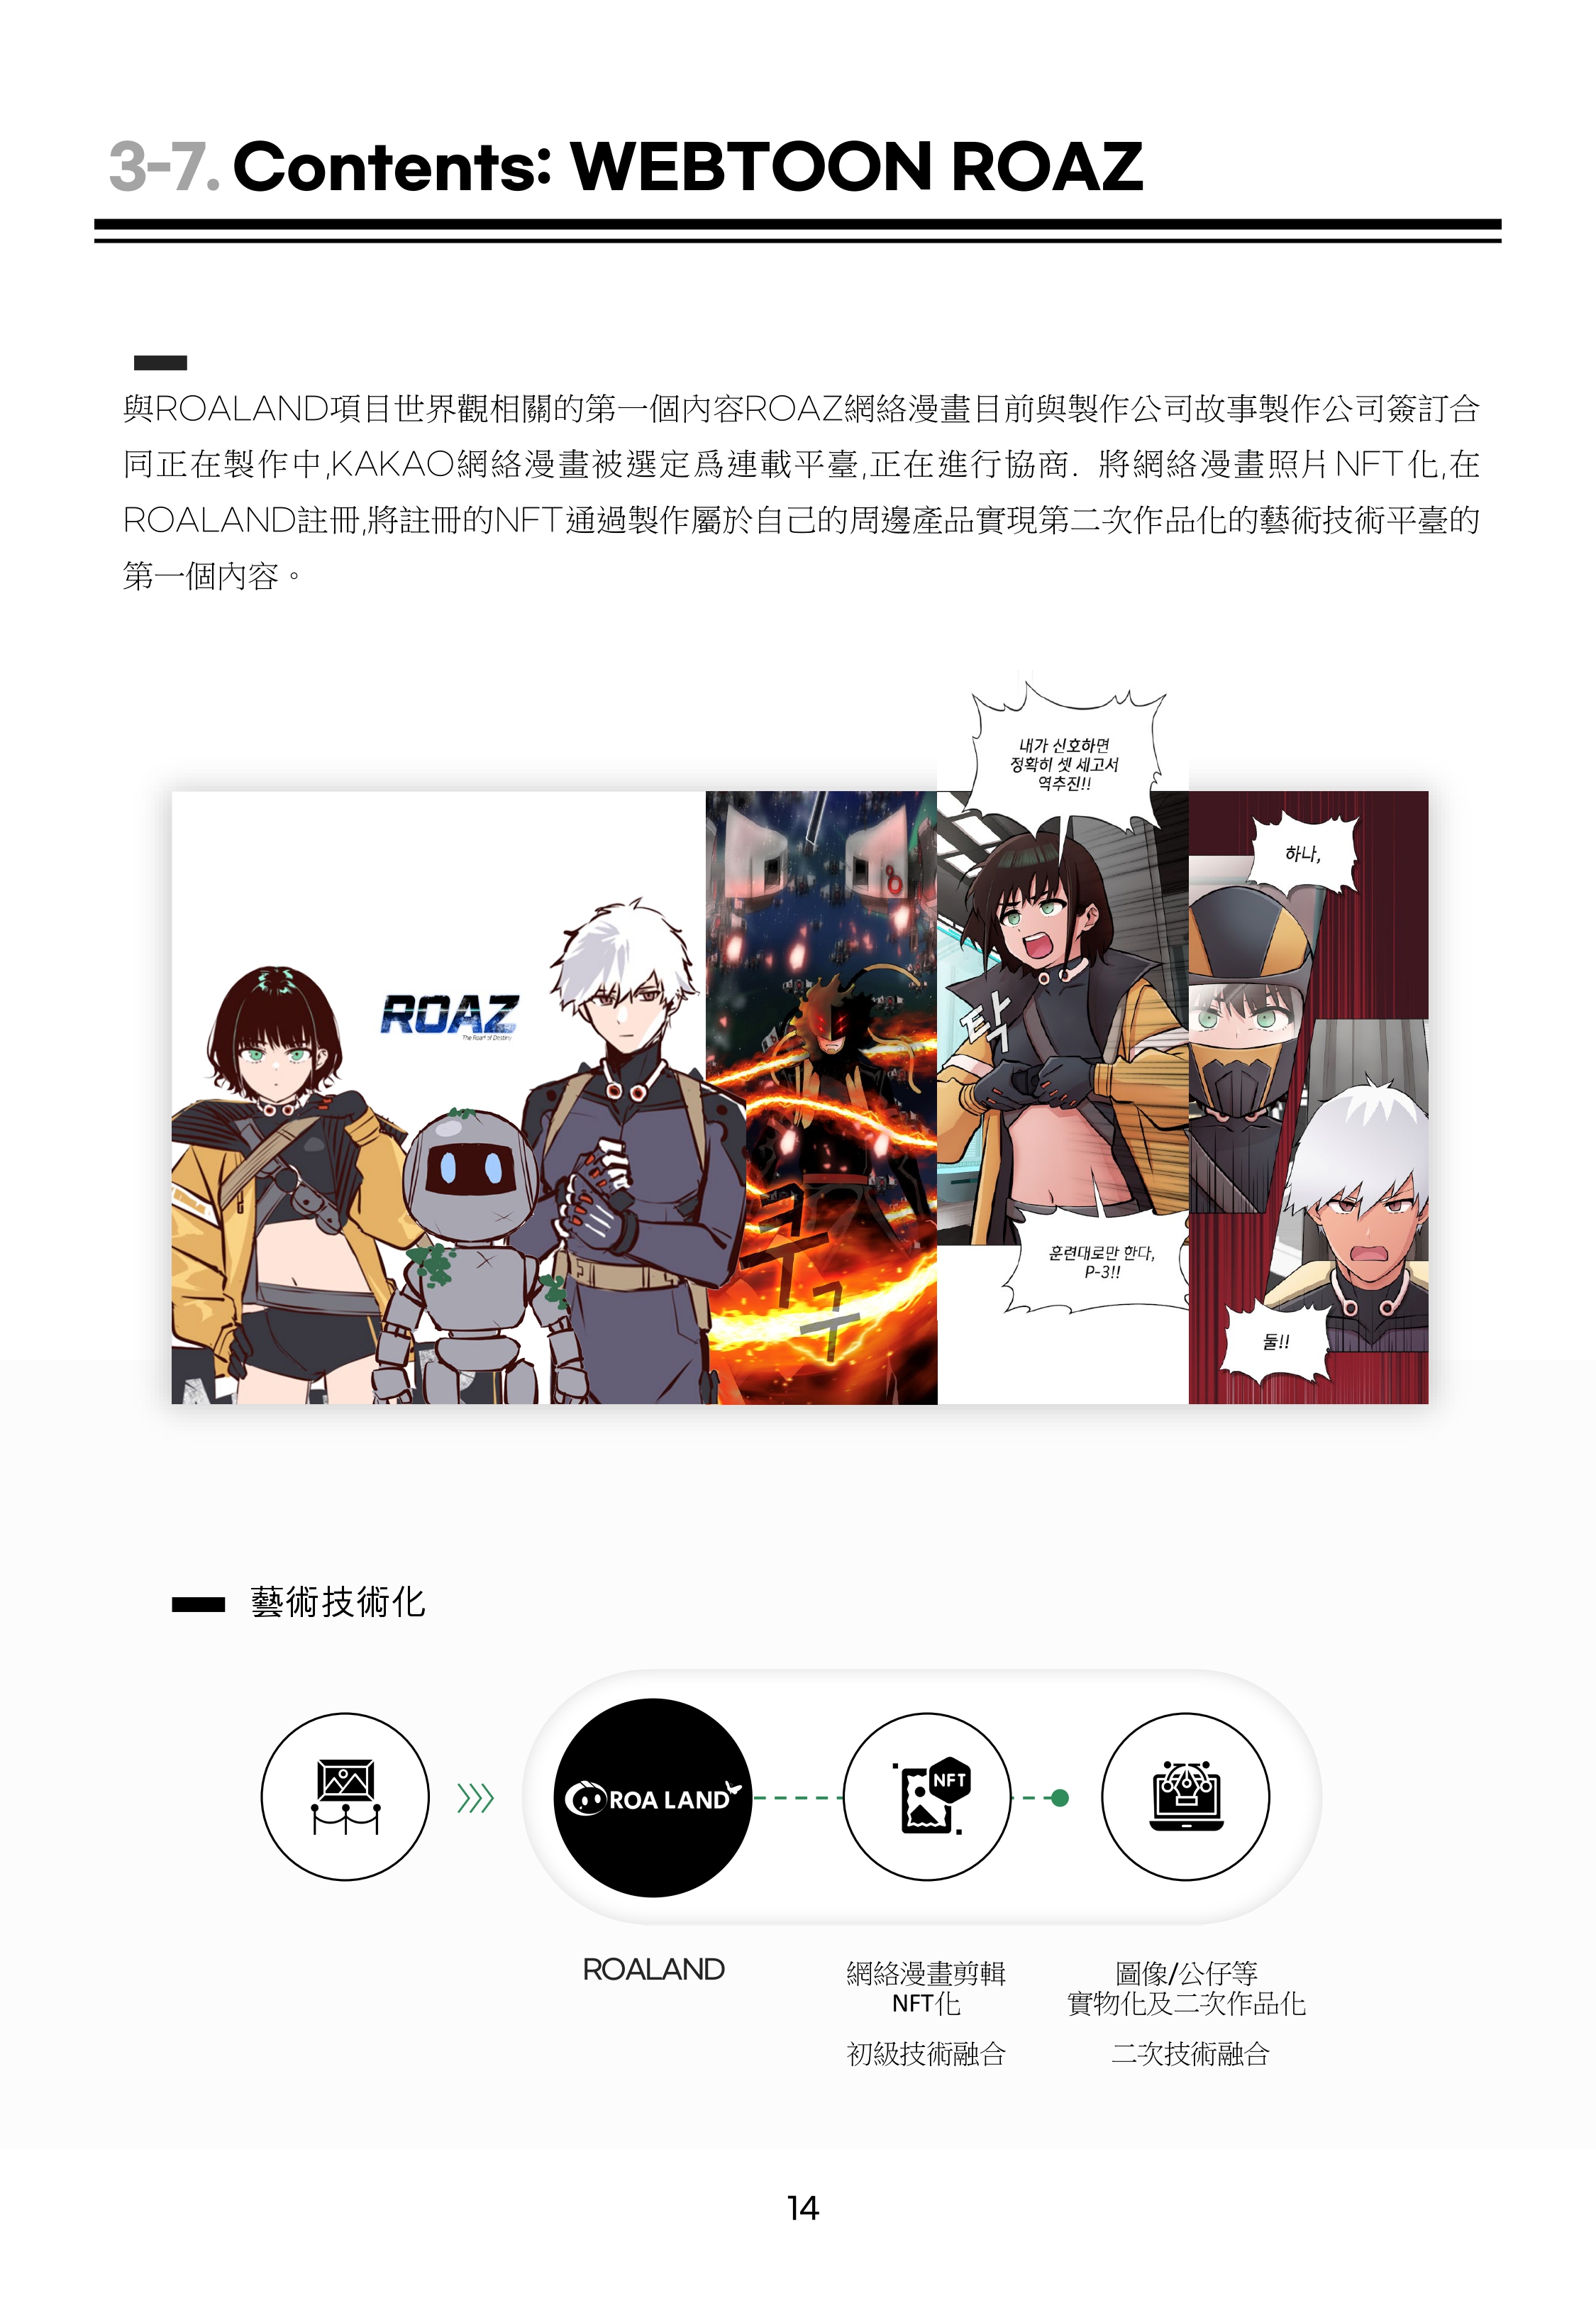 3-7. Contents: WEBTOON ROAZ
與ROALAND項目世界觀相關的第一個內容ROAZ網絡漫畫目前與製作公司故事製作公司簽訂合
同正在製作中,KAKAO網絡漫畫被選定爲連載平臺,正在進行協商. 將網絡漫畫照片NFT化,在
ROALAND註冊,將註冊的NFT通過製作屬於自己的周邊產品實現第二次作品化的藝術技術平臺的
第一個內容。
내가 신호하면
정확히 셋 세고서
역추진!!
하나,
ROAZ
The Roar of Destiny
탁
쿠
구
훈련대로만 한다,
P-3!!
둘!!
藝術技術化
ROA LAND
NFT
ROALAND
網絡漫畫剪輯
NFT化
初級技術融合
圖像/公仔等
實物化及二次作品化
二次技術融合
14